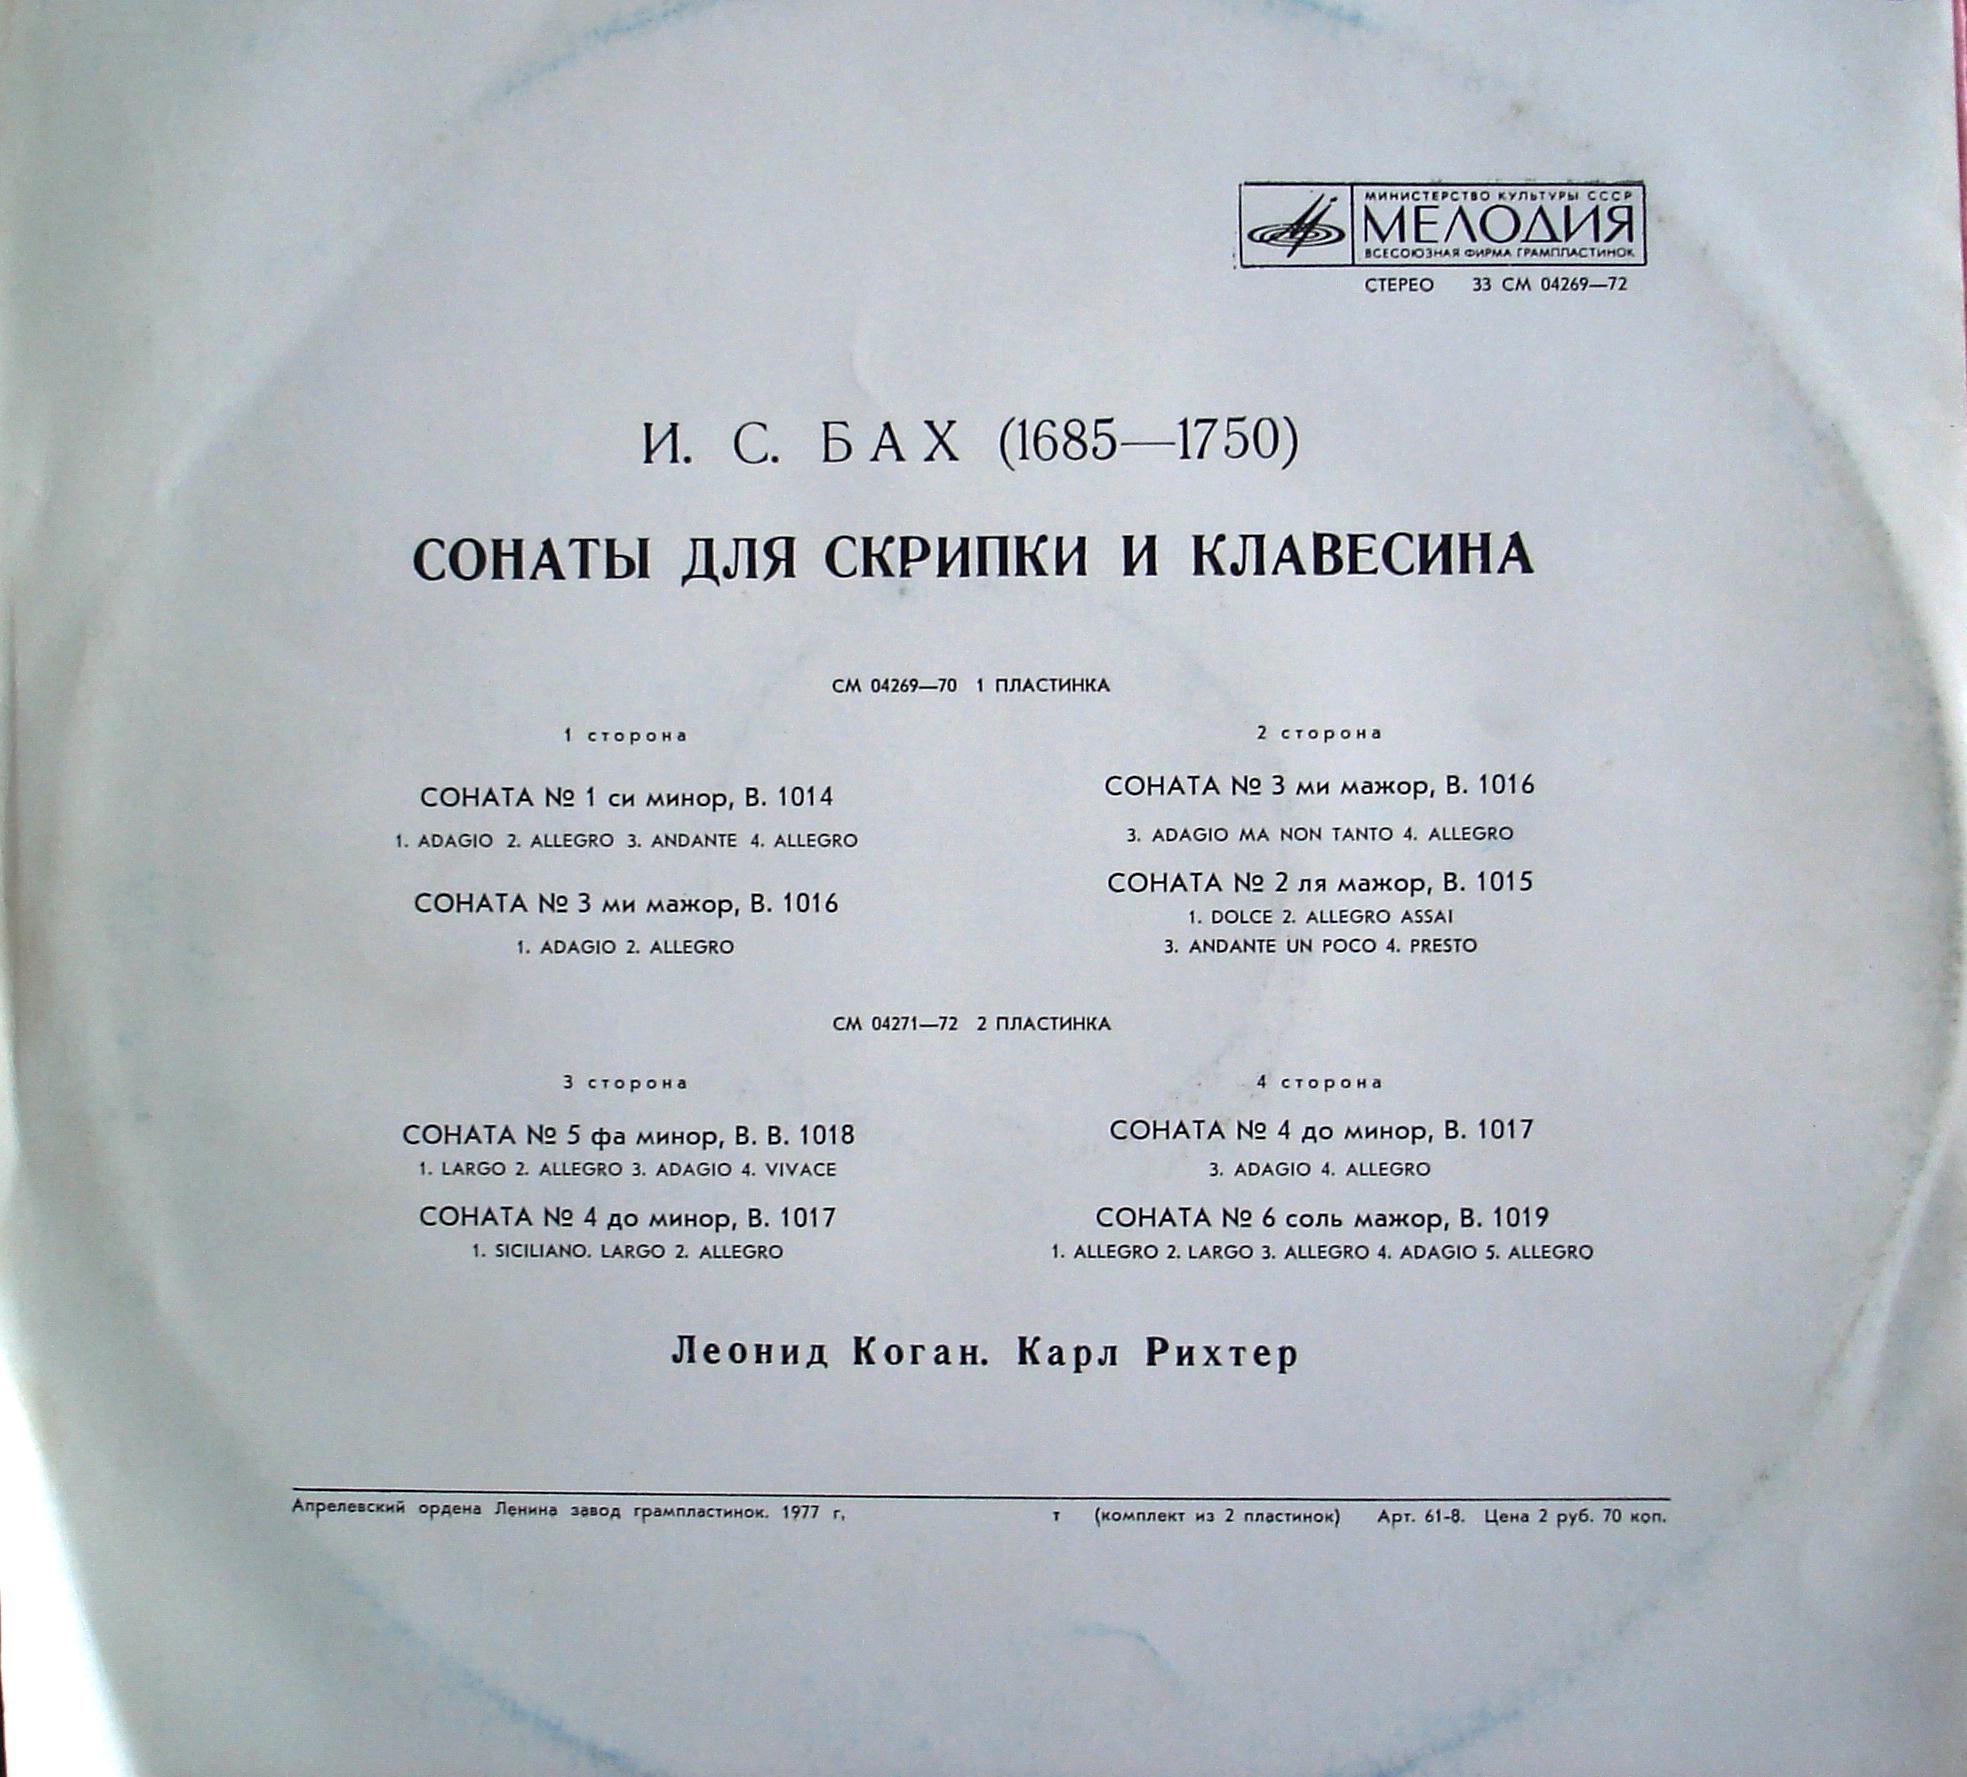 МИНИСТЕРСТВО КУЛЬТУРЫ СССР
МЕЛОДИЯ
ВСЕСОЮЗНАЯ ФИРМА ГРАМПЛАСТИНОК
СТЕРЕО 33 СМ 04269—72
И. С. БАХ (1685—1750)
СОНАТЫ ДЛЯ СКРИПКИ И КЛАВЕСИНА
СМ 04269—70 1 ПЛАСТИНКА
1 сторона
СОНАТА № 1 си минор, В. 1014
1. ADAGIO 2. ALLEGRO 3. ANDANTE 4. ALLEGRO
СОНАТА № 3 ми мажор, В. 1016
1. ADAGIO 2. ALLEGRO
2 сторона
СОНАТА № 3 ми мажор, В. 1016
3. ADAGIO MA NON TANTO 4. ALLEGRO
СОНАТА № 2 ля мажор, В. 1015
1. DOLCE 2. ALLEGRO ASSAI
3. ANDANTE UN POCO 4. PRESTO
СМ 04271—72 2 ПЛАСТИНКА
3 сторона
СОНАТА № 5 фа минор, В. В. 1018
1. LARGO 2. ALLEGRO 3. ADAGIO 4. VIVACE
СОНАТА № 4 до минор, В. 1017
1. SICILIANO. LARGO 2. ALLEGRO
4 сторона
СОНАТА № 4 до минор, В. 1017
3. ADAGIO 4. ALLEGRO
СОНАТА № 6 соль мажор, В. 1019
1. ALLEGRO 2. LARGO 3. ALLEGRO 4. ADAGIO 5. ALLEGRO
Леонид Коган. Карл Рихтер
Апрелевский ордена Ленина завод грампластинок. 1977 г, т (комплект из 2 пластинок) Арт. 61-8. Цена 2 руб. 70 коп.